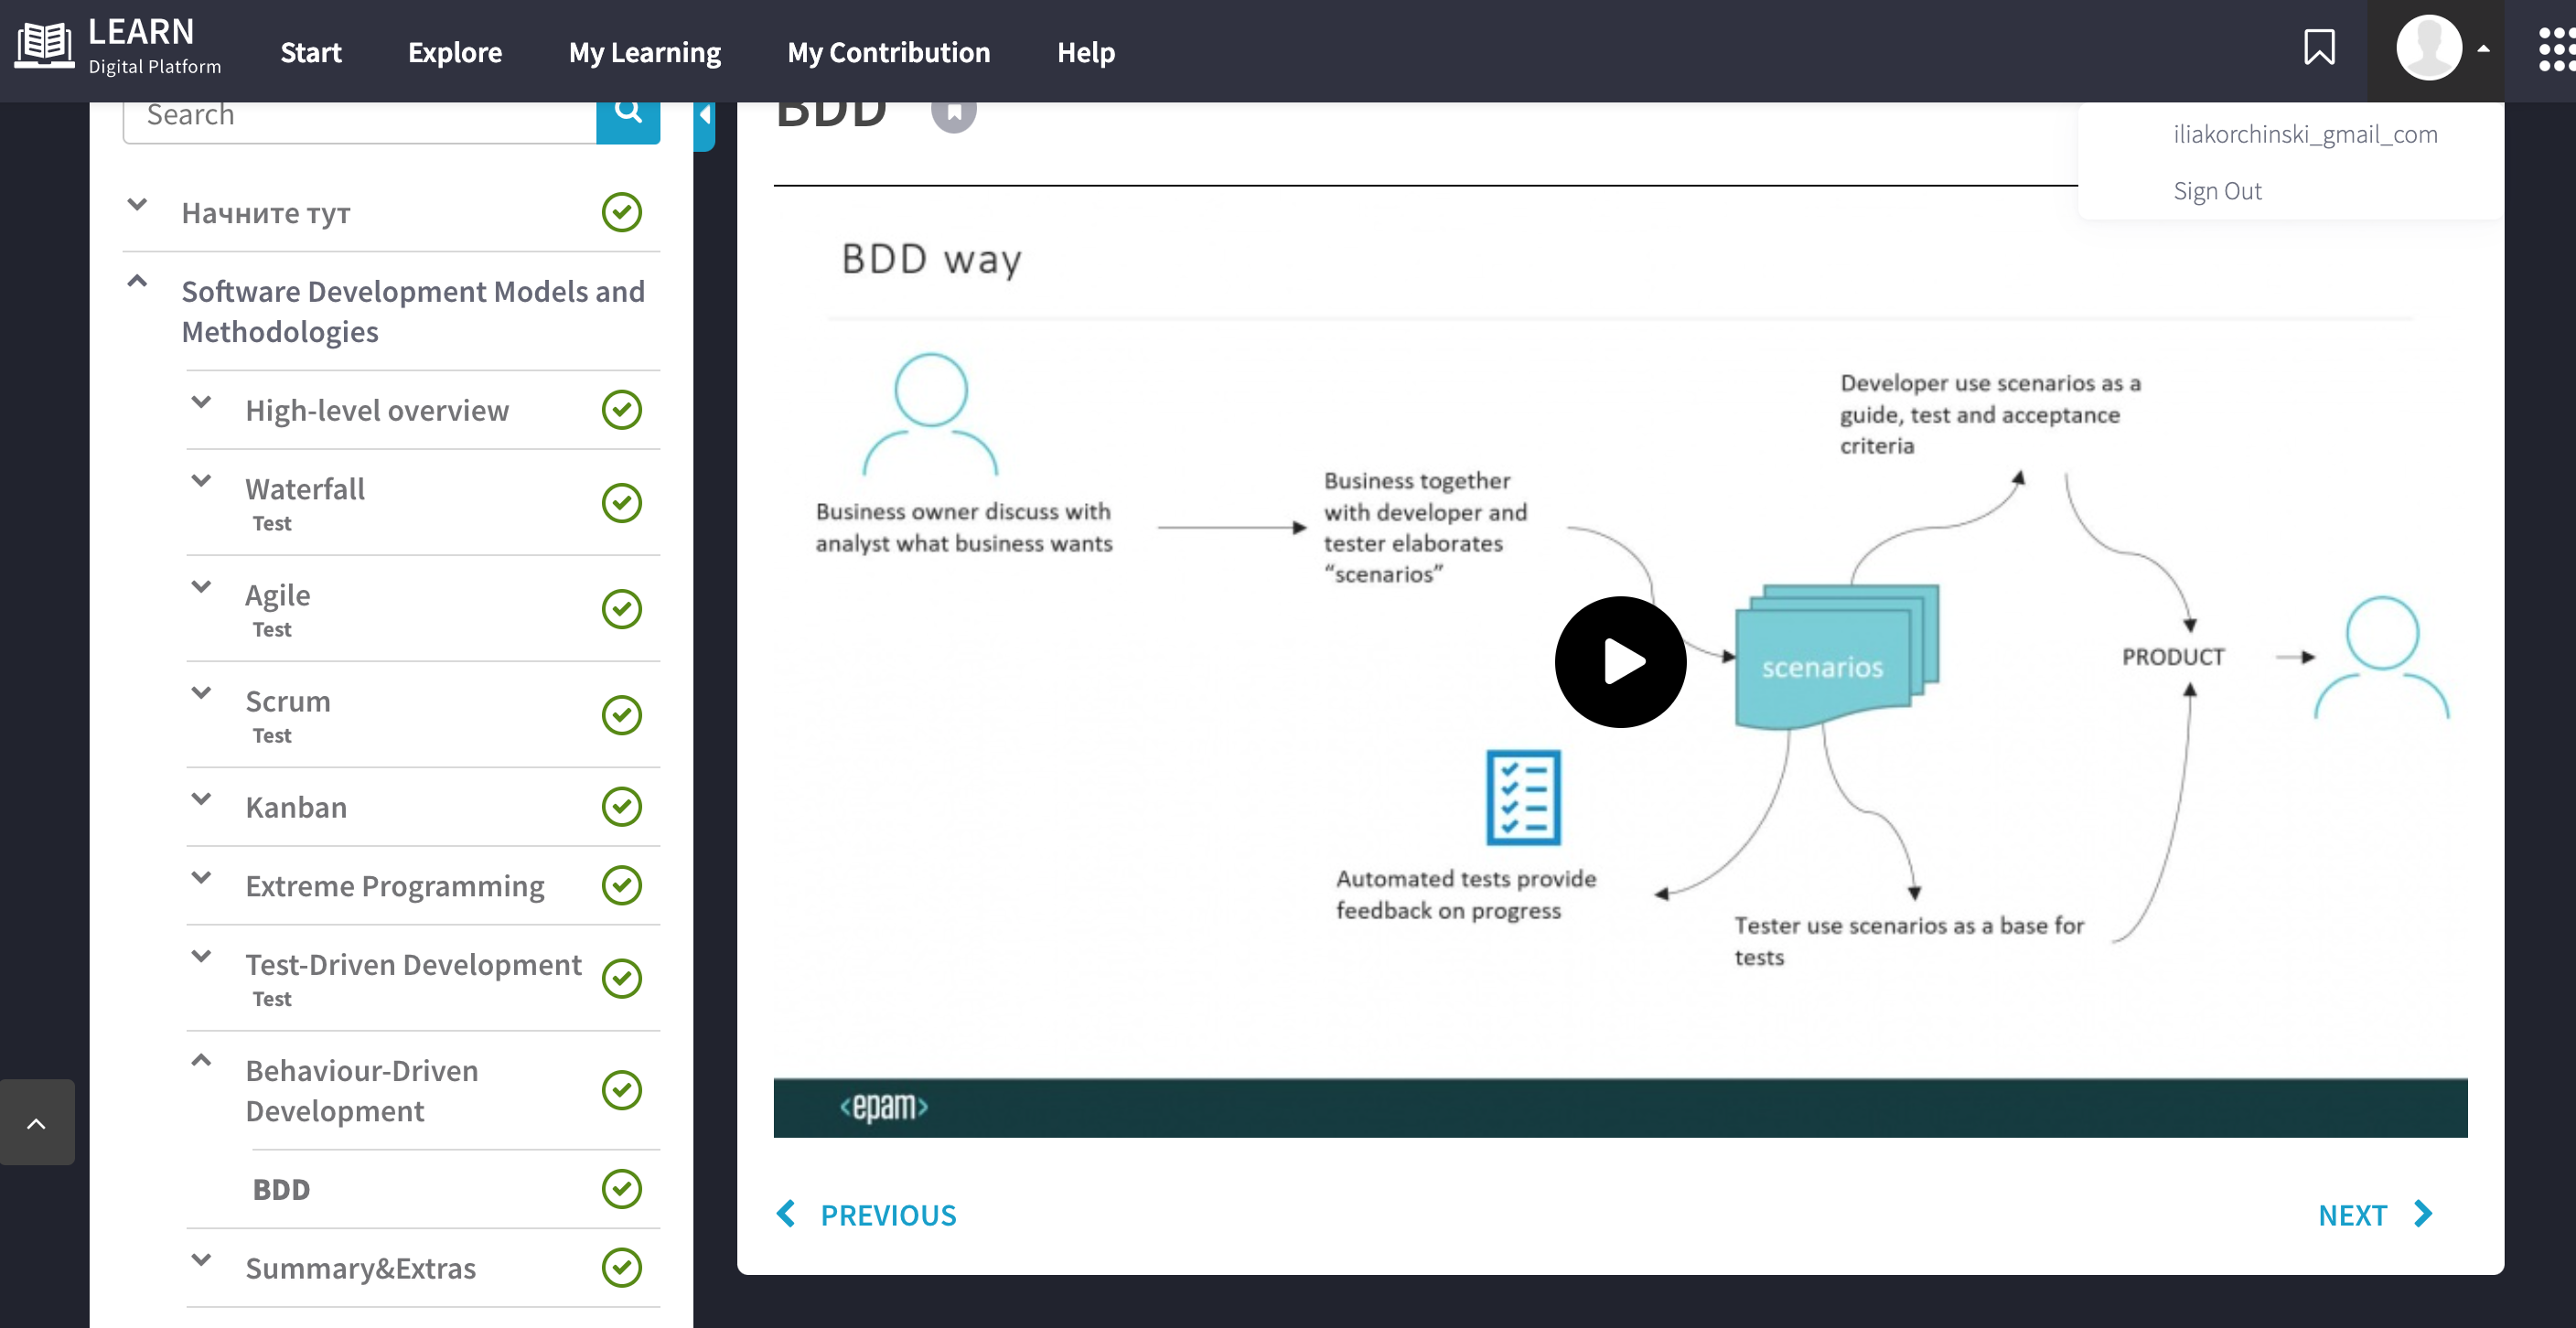 LEARN
Digital Platform
Start
Explore
My Learning
My Contribution
Help
iliakorchinski_gmail_com
Sign Out
Search
Начните тут
Software Development Models and
Methodologies
High-level overview
Waterfall
Test
Agile
Test
Scrum
Test
Kanban
Extreme Programming
Test-Driven Development
Test
Behaviour-Driven
Development
BDD
Summary&Extras
BDD
BDD way
Business owner discuss with
analyst what business wants
Business together
with developer and
tester elaborates
“scenarios”
Developer use scenarios as a
guide, test and acceptance
criteria
scenarios
PRODUCT
Automated tests provide
feedback on progress
Tester use scenarios as a base for
tests
<epam>
PREVIOUS
NEXT